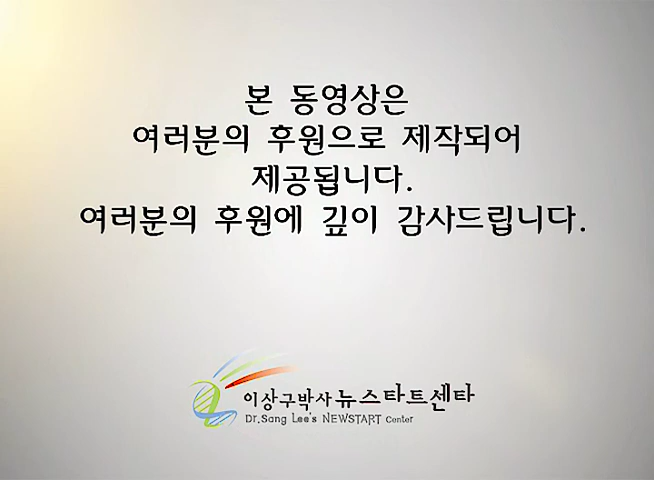 본 동영상은
여러분의 후원으로 제작되어
제공됩니다.
여러분의 후원에 깊이 감사드립니다.
이상구박사 뉴스타트센타
Dr.Sang Lee's NEWSTART Center